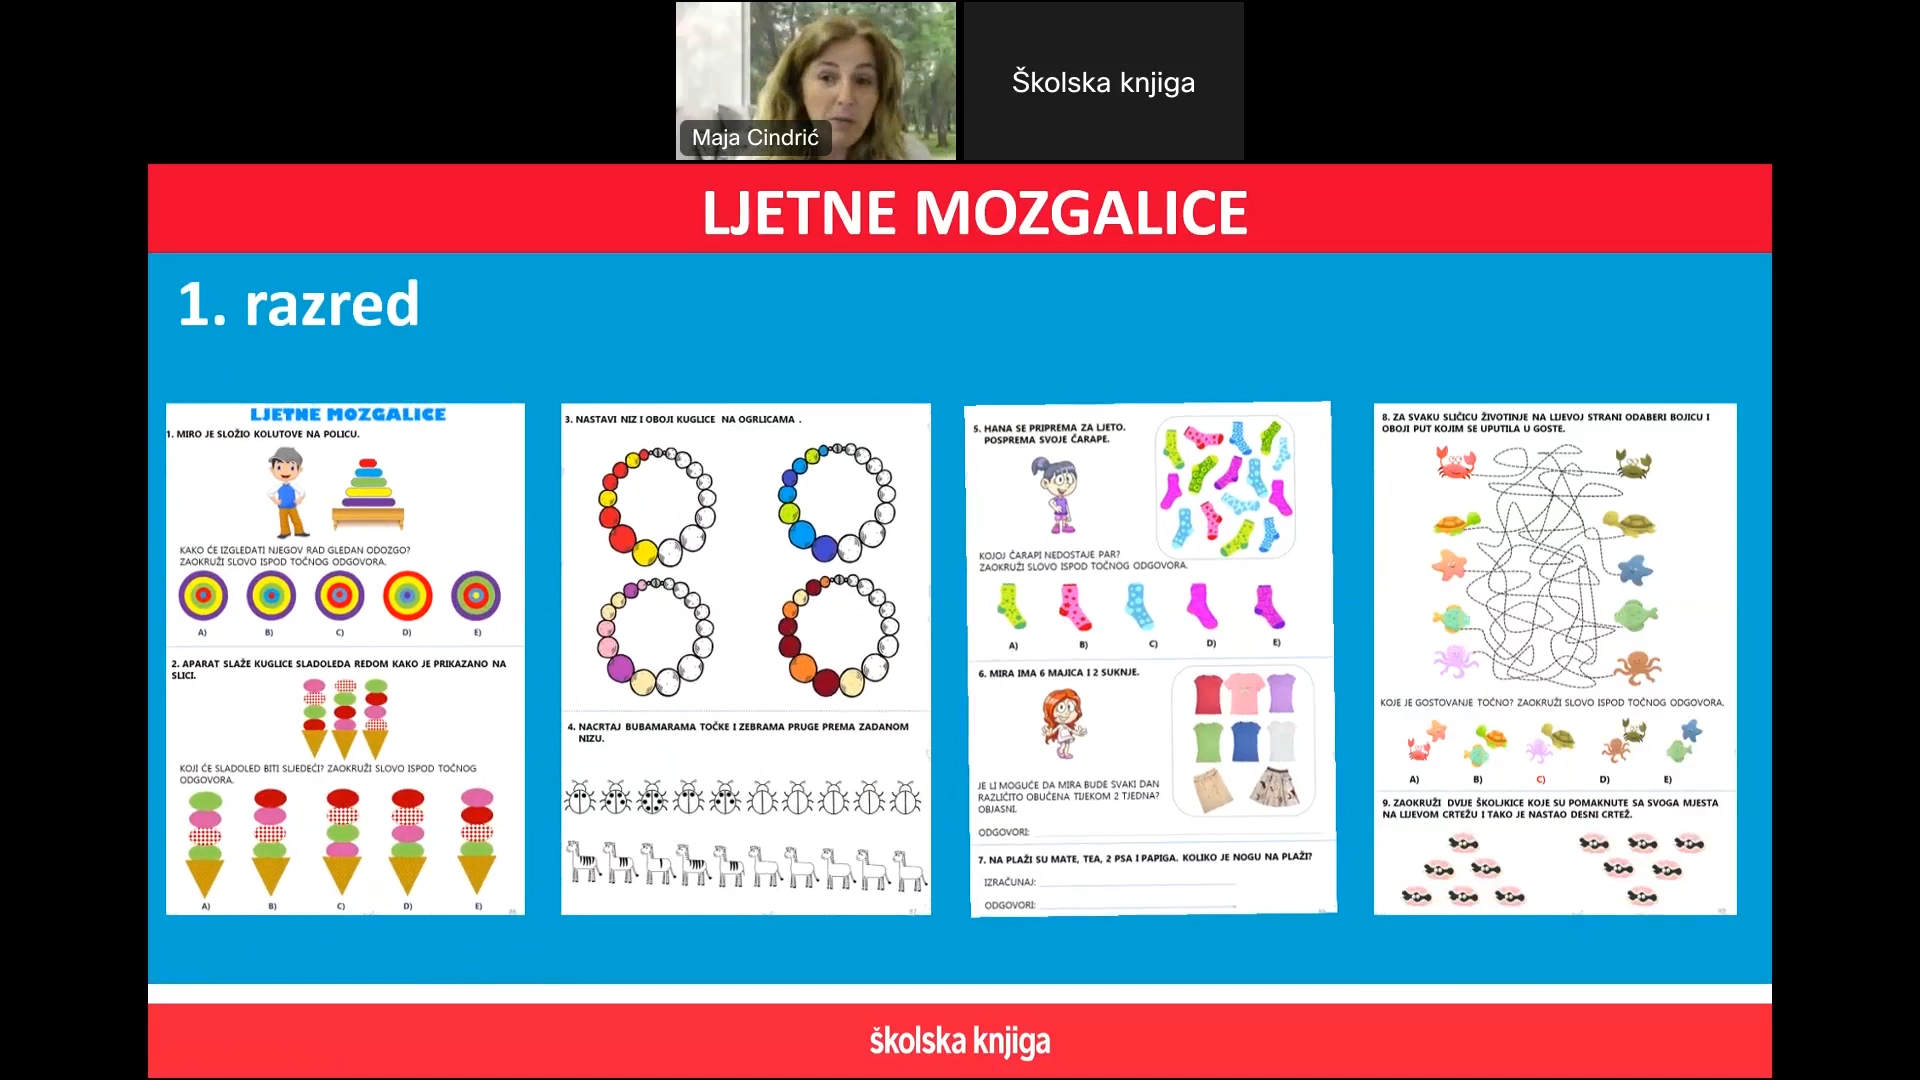 Maja Cindrić
Školska knjiga
LJETNE MOZGALICE
1. razred
LJETNE MOZGALICE
1. MIRO JE SLOŽIO KOLUTOVE NA POLICU.
KAKO ĆE IZGLEDATI NJEGOV RAD GLEDAN ODOZGO?
ZAOKRUŽI SLOVO ISPOD TOČNOG ODGOVORA.
A) B) C) D) E)
2. APARAT SLAŽE KUGLICE SLADOLEDA REDOM KAKO JE PRIKAZANO NA
SLICI.
KOJI ĆE SLADOLED BITI SLJEDEĆI? ZAOKRUŽI SLOVO ISPOD TOČNOG
ODGOVORA.
A) B) C) D) E)
3. NASTAVI NIZ I OBOJI KUGLICE NA OGRLICAMA .
4. NACRTAJ BUBAMARAMA TOČKE I ZEBRAMA PRUGE PREMA ZADANOM
NIZU.
87
5. HANA SE PRIPREMA ZA LJETO.
POSPREMA SVOJE ČARAPE.
KOJOJ ČARAPI NEDOSTAJE PAR?
ZAOKRUŽI SLOVO ISPOD TOČNOG ODGOVORA.
A) B) C) D) E)
6. MIRA IMA 6 MAJICA I 2 SUKNJE.
JE LI MOGUĆE DA MIRA BUDE SVAKI DAN
RAZLIČITO OBUČENA TIJEKOM 2 TJEDNA?
OBJASNI.
ODGOVORI:
7. NA PLAŽI SU MATE, TEA, 2 PSA I PAPIGA. KOLIKO JE NOGU NA PLAŽI?
IZRAČUNAJ:
ODGOVORI:
8. ZA SVAKU SLIČICU ŽIVOTINJE NA LIJEVOJ STRANI ODABERI BOJICU I
OBOJI PUT KOJIM SE UPUTILA U GOSTE.
KOJE JE GOSTOVANJE TOČNO? ZAOKRUŽI SLOVO ISPOD TOČNOG ODGOVORA.
A) B) C) D) E)
9. ZAOKRUŽI DVIJE ŠKOLJKICE KOJE SU POMAKNUTE SA SVOGA MJESTA
NA LIJEVOM CRTEŽU I TAKO JE NASTAO DESNI CRTEŽ.
školska knjiga